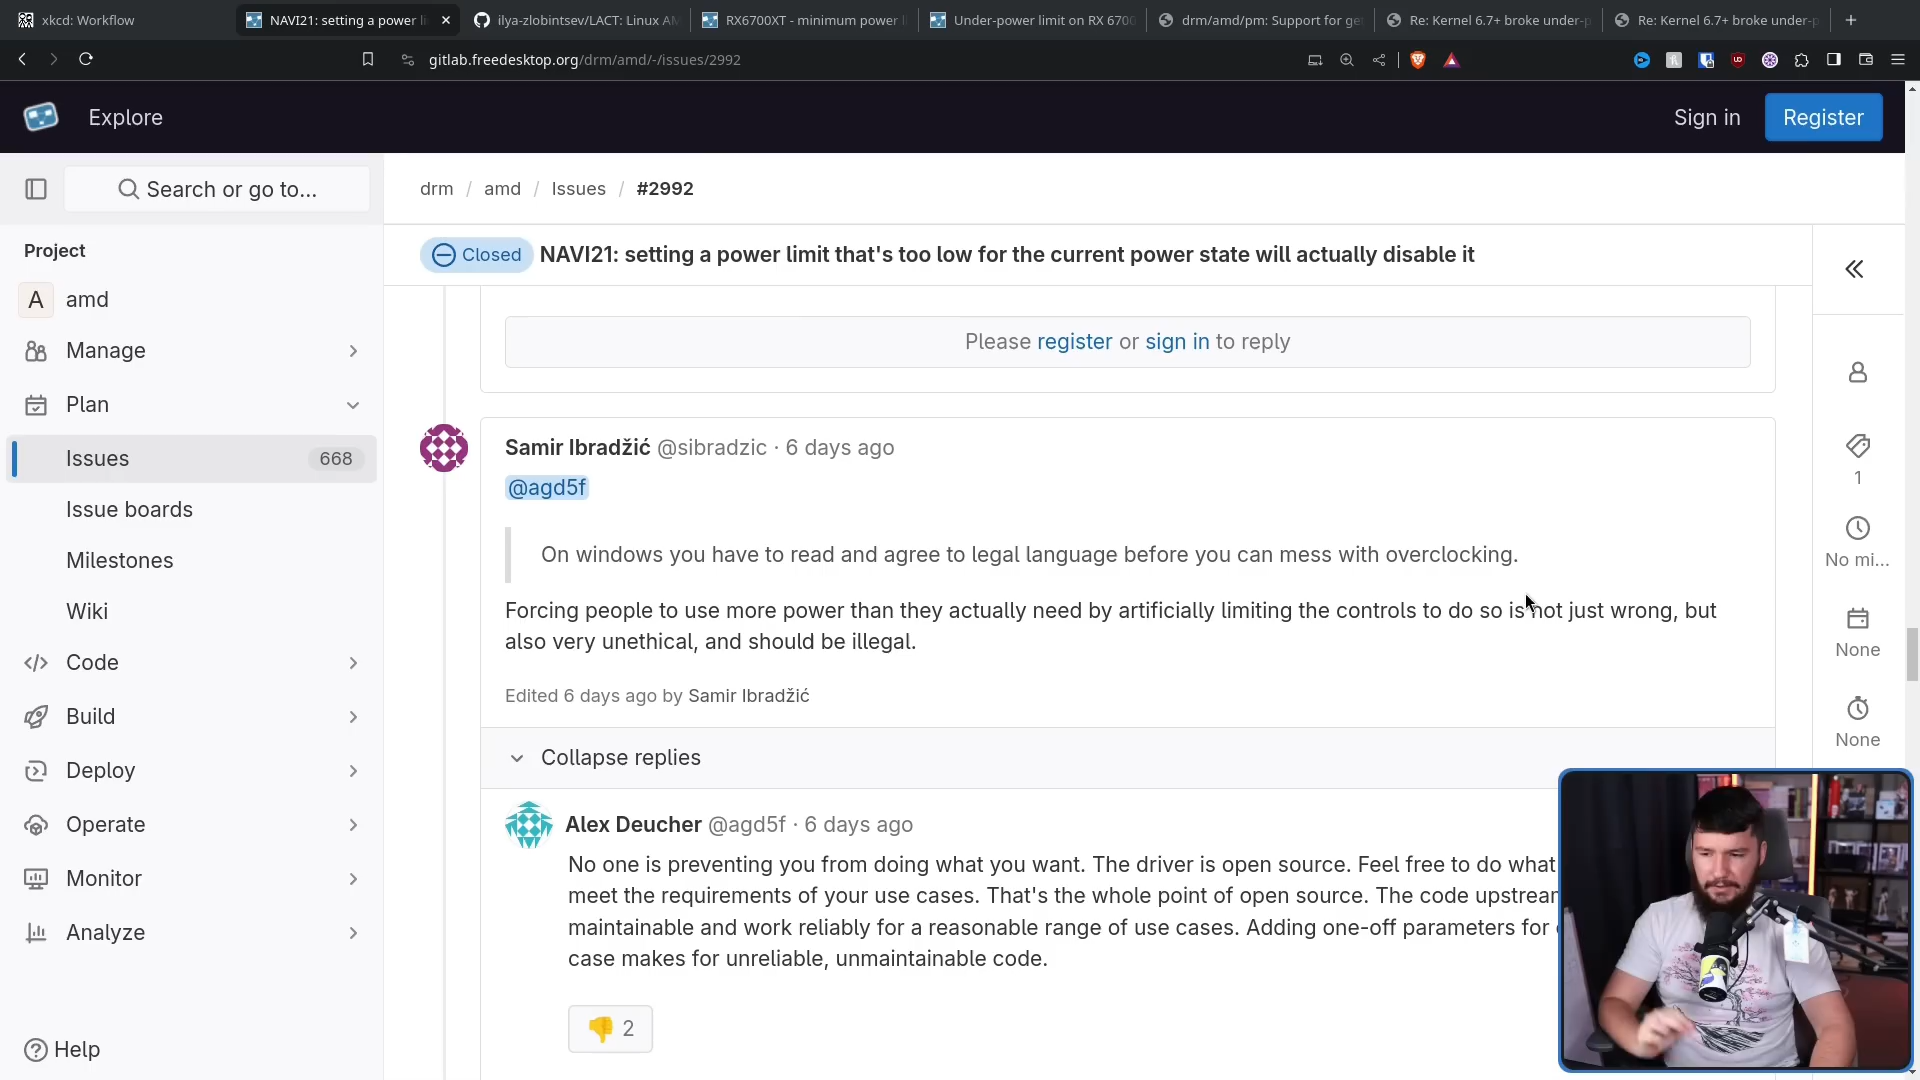 xkcd: Workflow
NAVI21: setting a power li
ilya-zlobintsev/LACT: Linux AM
RX6700XT - minimum power l
Under-power limit on RX 6700
drm/amd/pm: Support for get
Re: Kernel 6.7+ broke under-p
Re: Kernel 6.7+ broke under-p
gitlab.freedesktop.org/drm/amd/-/issues/2992
Explore
Sign in
Register
Search or go to...
drm / amd / Issues / #2992
Project
Closed
NAVI21: setting a power limit that's too low for the current power state will actually disable it
A amd
Manage
Plan
Issues 668
Issue boards
Milestones
Wiki
Code
Build
Deploy
Operate
Monitor
Analyze
Help
Please register or sign in to reply
Samir Ibradžić @sibradzic · 6 days ago
@agd5f
On windows you have to read and agree to legal language before you can mess with overclocking.
Forcing people to use more power than they actually need by artificially limiting the controls to do so is not just wrong, but
also very unethical, and should be illegal.
Edited 6 days ago by Samir Ibradžić
Collapse replies
Alex Deucher @agd5f · 6 days ago
No one is preventing you from doing what you want. The driver is open source. Feel free to do what
meet the requirements of your use cases. That's the whole point of open source. The code upstream
maintainable and work reliably for a reasonable range of use cases. Adding one-off parameters for
case makes for unreliable, unmaintainable code.
2
1
No mi...
None
None